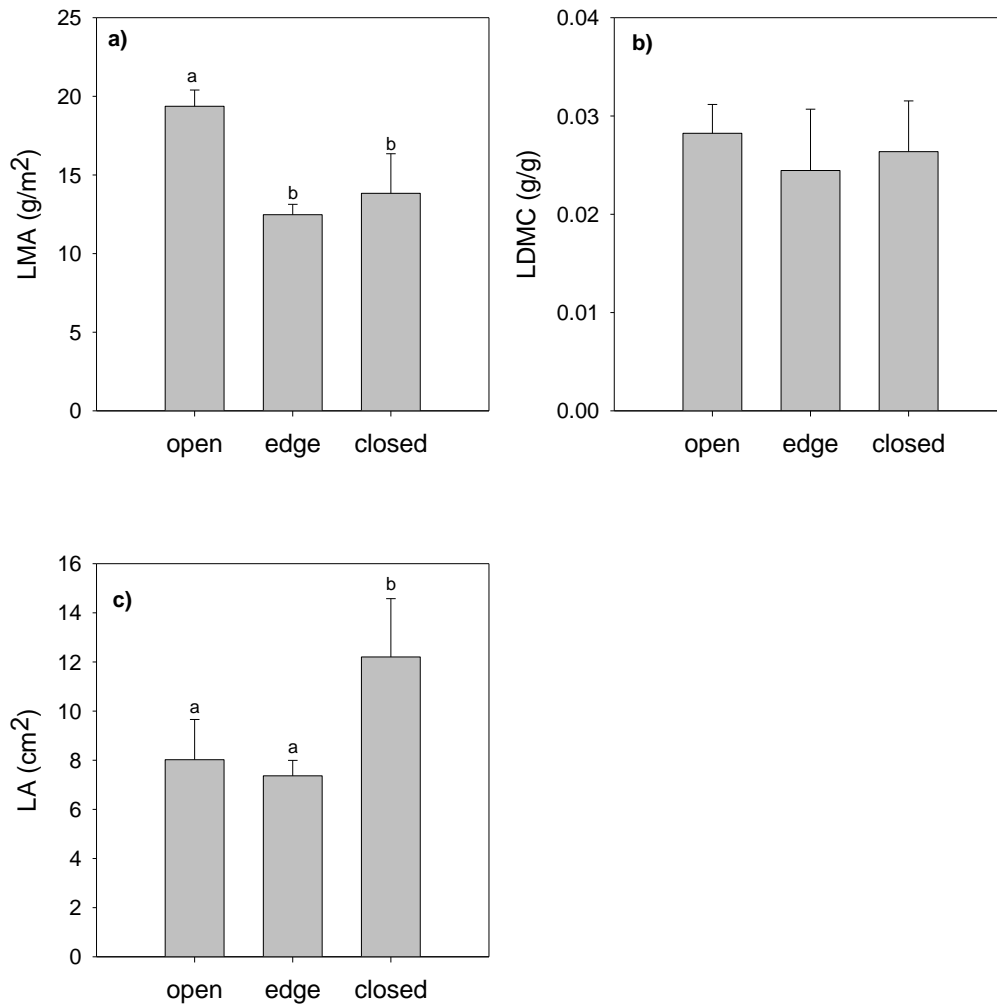 a)
LMA (g/m²)
25
20
15
10
5
0
a
b
b
open edge closed
b)
LDMC (g/g)
0.04
0.03
0.02
0.01
0.00
open edge closed
c)
LA (cm²)
16
14
12
10
8
6
4
2
0
a
a
b
open edge closed